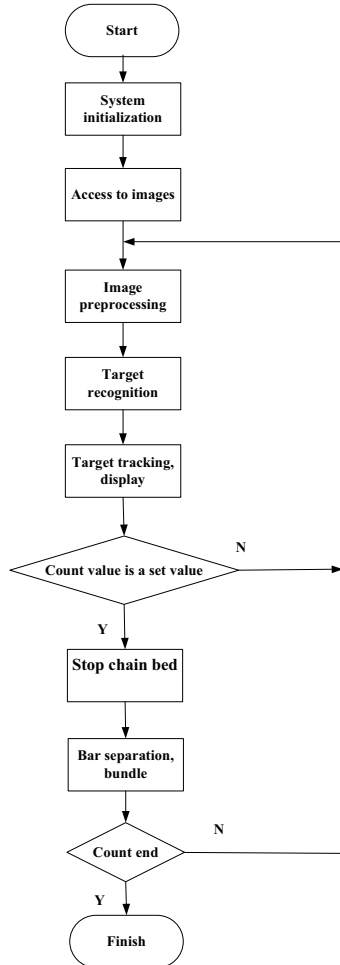 Start
System
initialization
Access to images
Image
preprocessing
Target
recognition
Target tracking,
display
Count value is a set value
N
Y
Stop chain bed
Bar separation,
bundle
Count end
N
Y
Finish